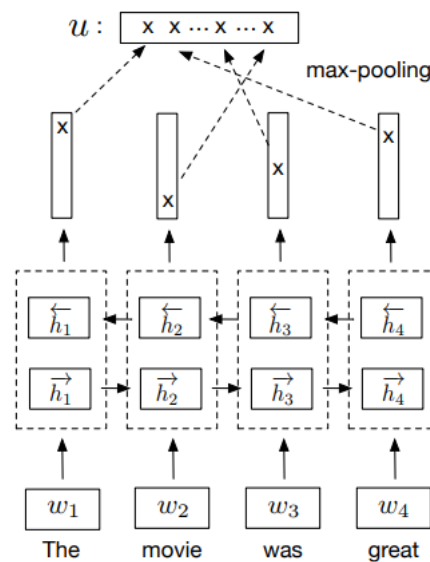 u : x x ... x ... x
max-pooling
x x x x
←h₁ ←h₂ ←h₃ ←h₄
→h₁ →h₂ →h₃ →h₄
w₁ w₂ w₃ w₄
The movie was great